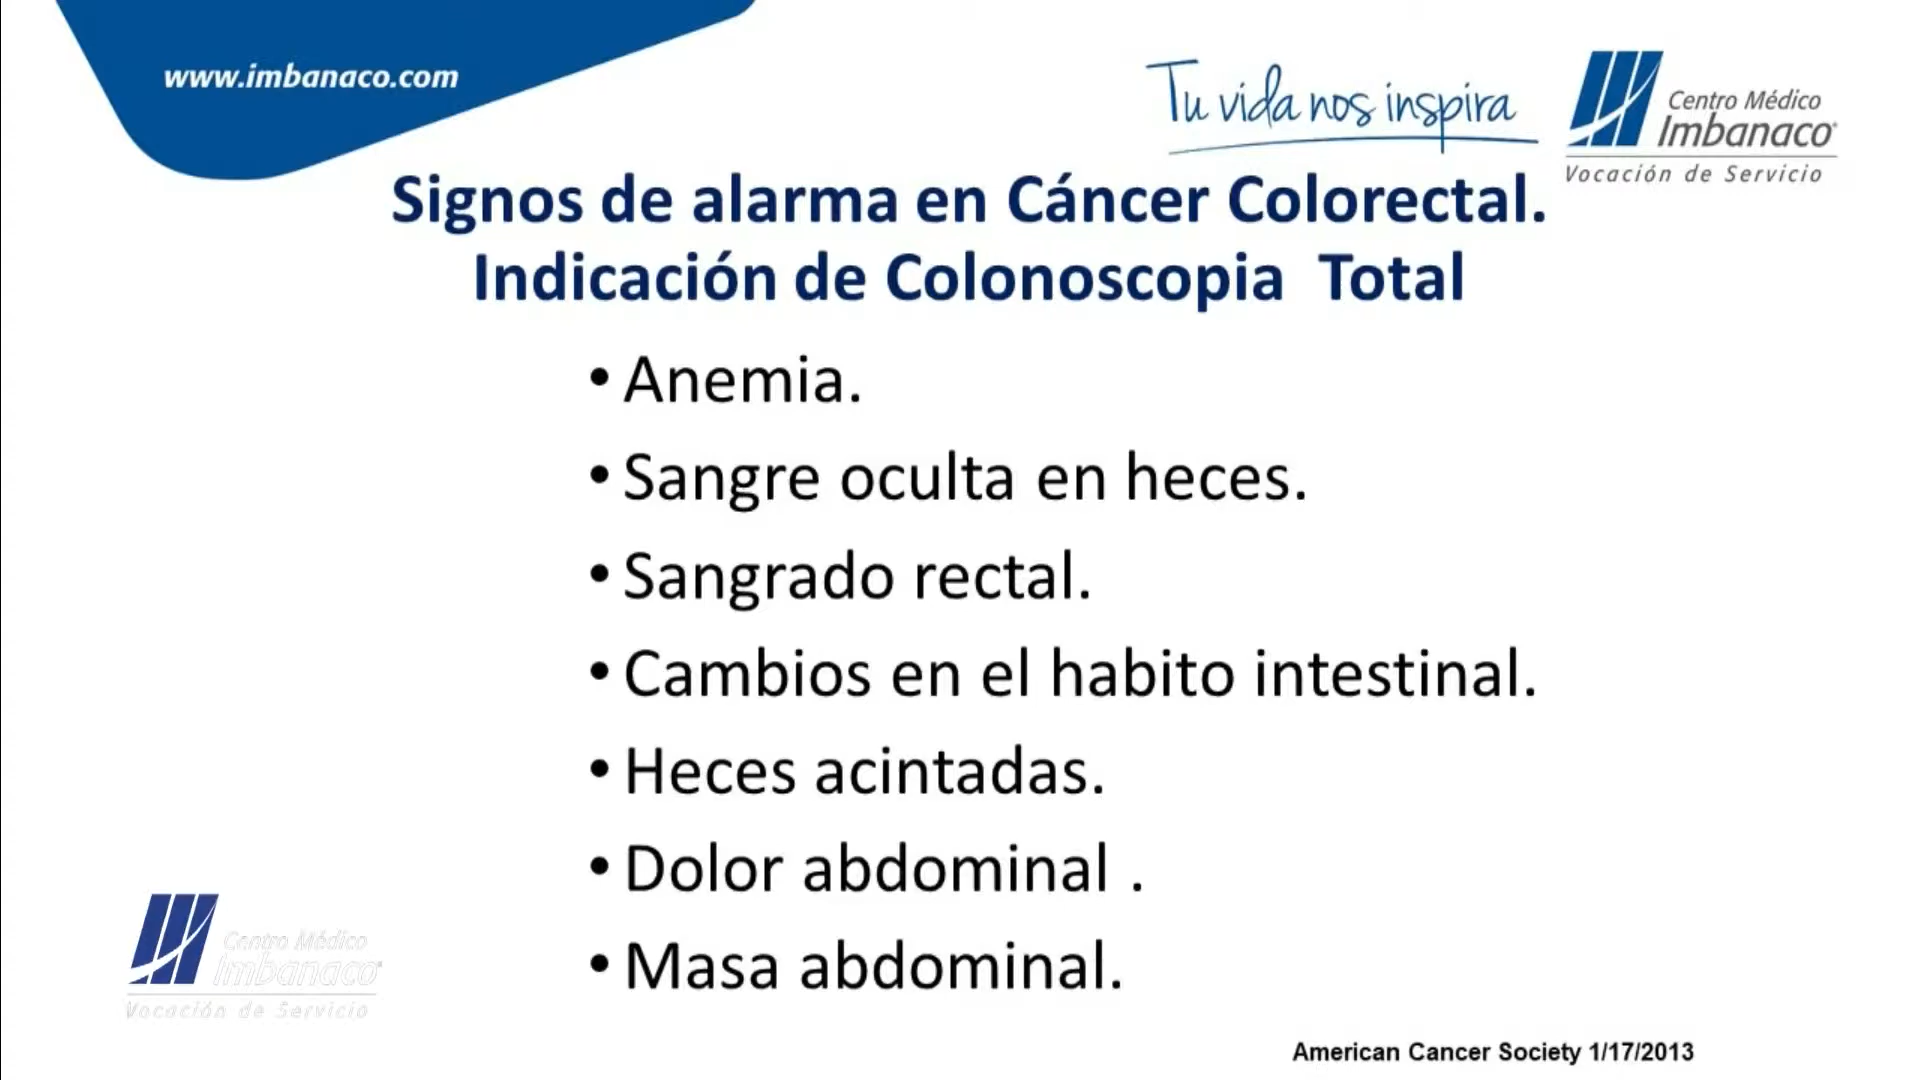 www.imbanaco.com
Tu vida nos inspira
Centro Médico
Imbanaco
Vocación de Servicio
Signos de alarma en Cáncer Colorectal.
Indicación de Colonoscopia Total
• Anemia.
• Sangre oculta en heces.
• Sangrado rectal.
• Cambios en el habito intestinal.
• Heces acintadas.
• Dolor abdominal .
• Masa abdominal.
Centro Médico
Imbanaco
Vocación de Servicio
American Cancer Society 1/17/2013